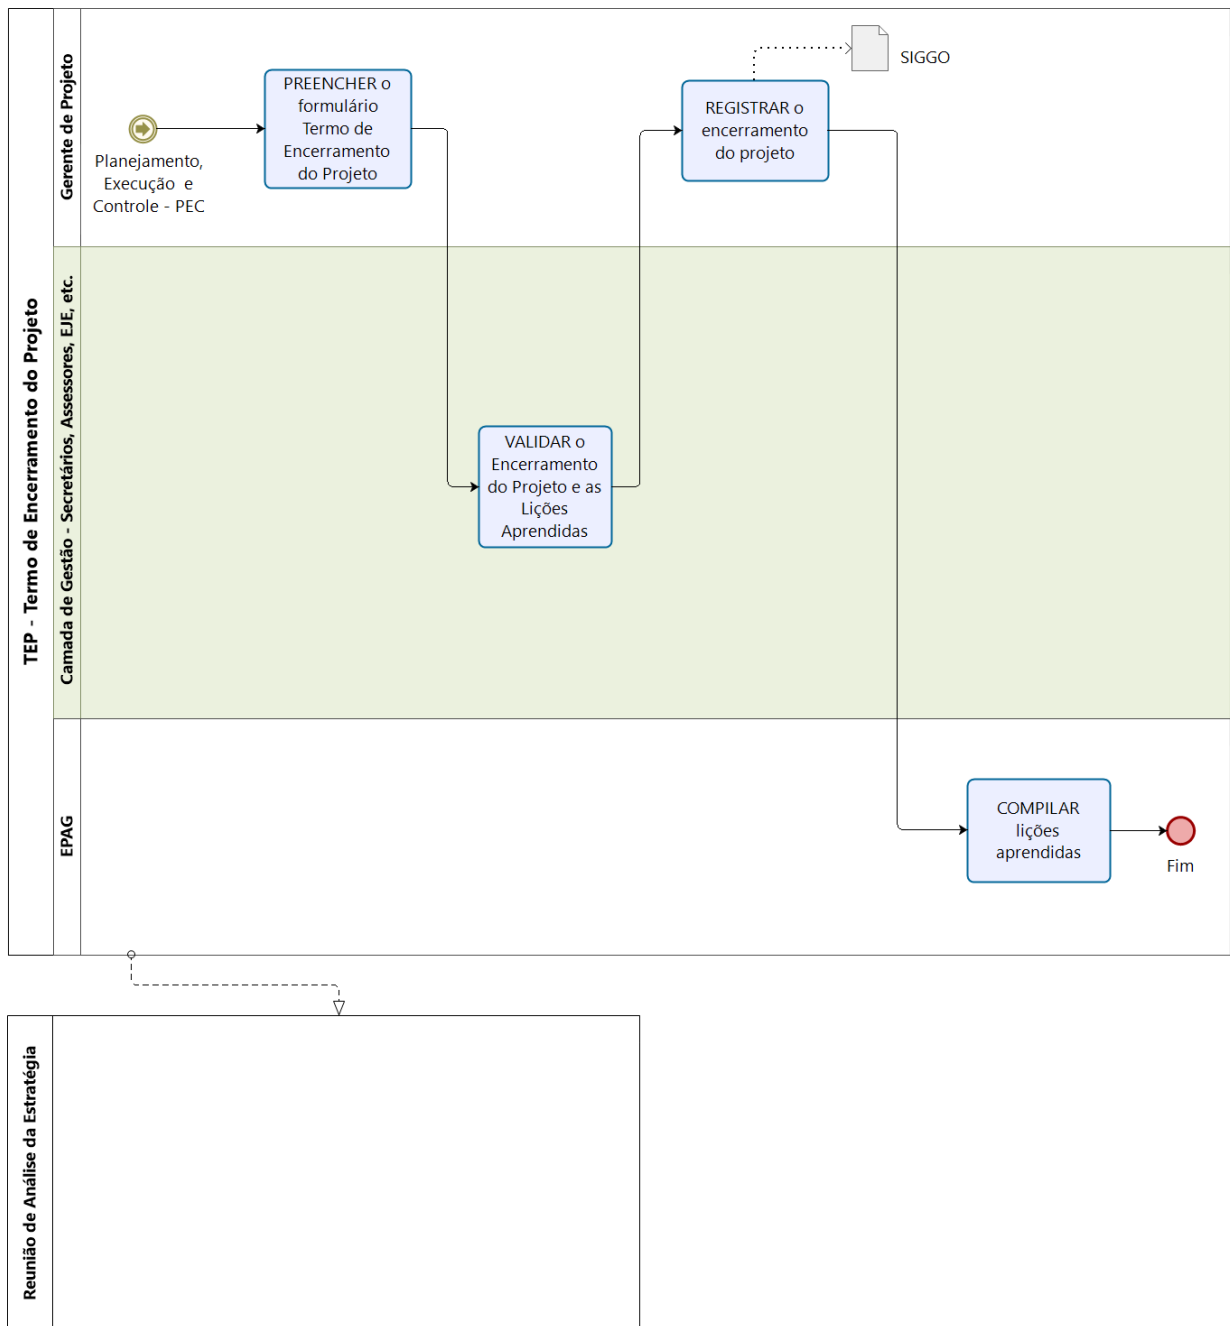 TEP - Termo de Encerramento do Projeto
Gerente de Projeto
Planejamento,
Execução e
Controle - PEC
PREENCHER o
formulário
Termo de
Encerramento
do Projeto
REGISTRAR o
encerramento
do projeto
SIGGO
Camada de Gestão - Secretários, Assessores, EJE, etc.
VALIDAR o
Encerramento
do Projeto e as
Lições
Aprendidas
EPAG
COMPILAR
lições
aprendidas
Fim
Reunião de Análise da Estratégia